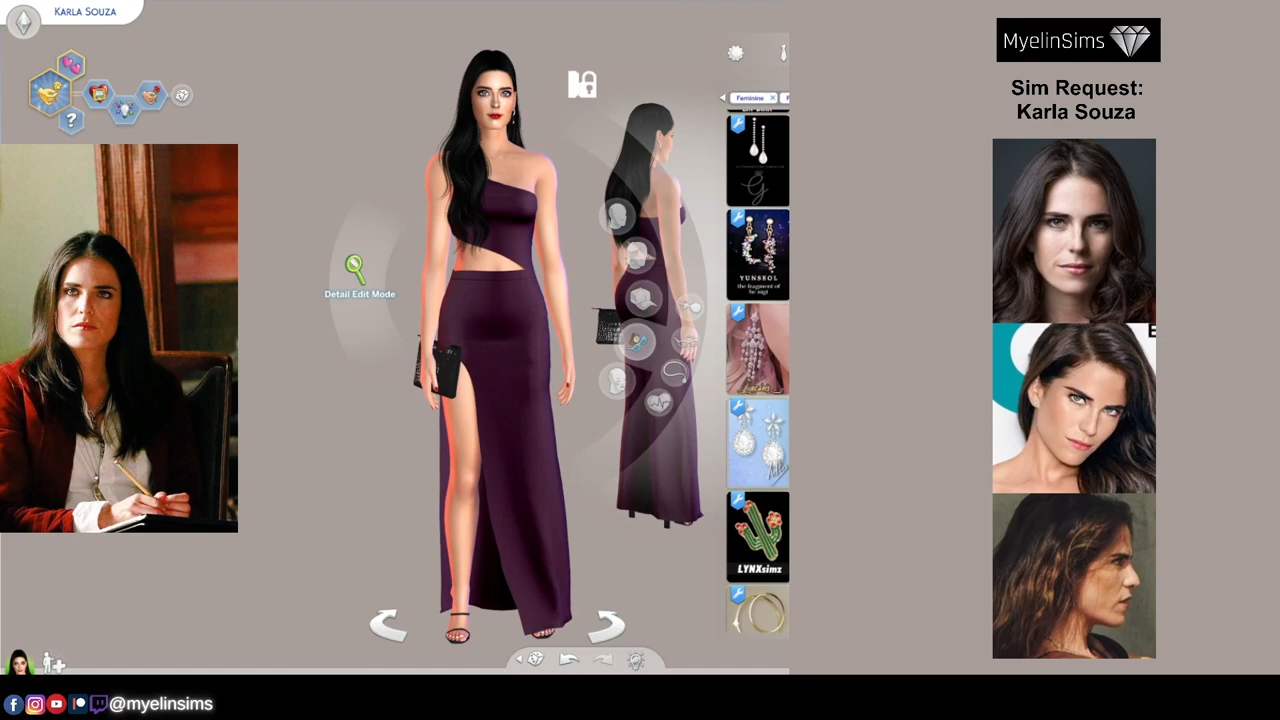 Karla Souza
MyelinSims
Sim Request:
Karla Souza
Feminine X
Detail Edit Mode
YUNSEOL
the fragment of
LYNXsimz
?
@myelinsims